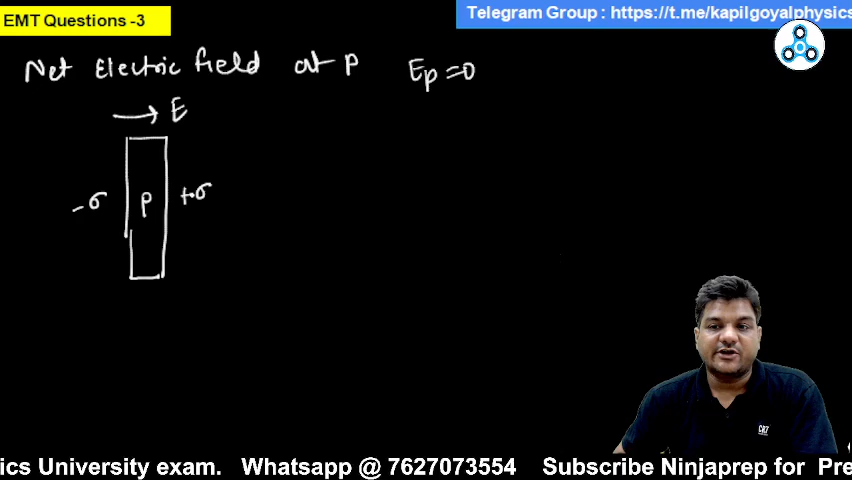 EMT Questions -3
Telegram Group : https://t.me/kapilgoyalphysics
Net Electric field at P Ep=0
→ E
-σ P +σ
CAT
ics University exam. Whatsapp @ 7627073554 Subscribe Ninjaprep for Pre